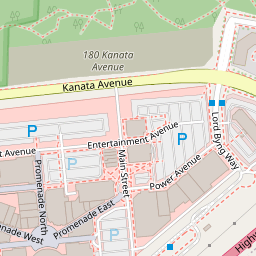 180 Kanata
Avenue
Kanata Avenue
P
Entertainment Avenue
P
Lord Byng Way
t Avenue
Main Street
Power Avenue
Promenade North
Promenade East
nade West
Highw